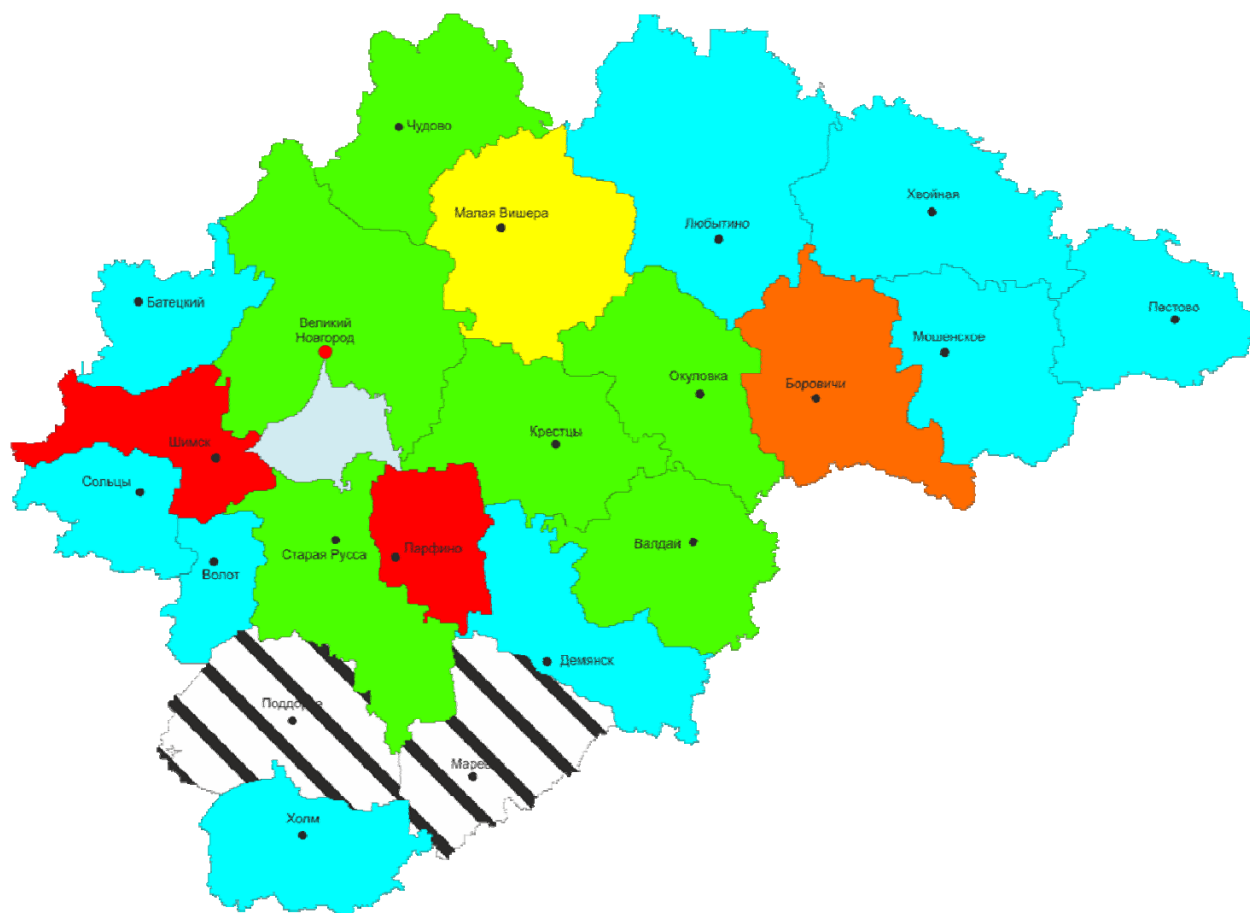 Чудово
Хвойная
Малая Вишера
Любытино
Батецкий
Пестово
Великий
Новгород
Мошенское
Окуловка
Боровичи
Крестцы
Шимск
Сольцы
Валдай
Старая Русса
Парфино
Волот
Демянск
Холм